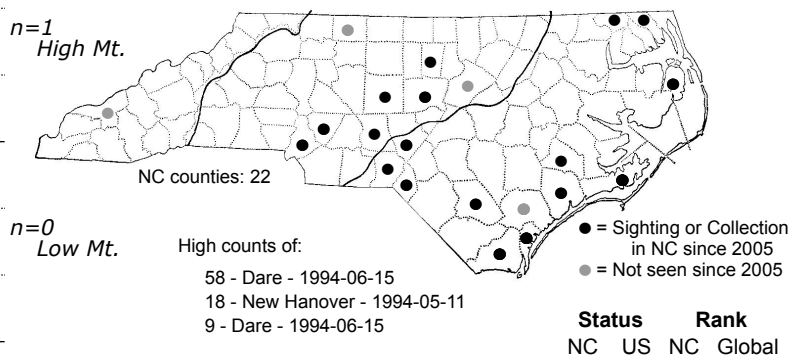 n=1
High Mt.
NC counties: 22
n=0
Low Mt.
High counts of:
58 - Dare - 1994-06-15
18 - New Hanover - 1994-05-11
9 - Dare - 1994-06-15
● = Sighting or Collection
in NC since 2005
● = Not seen since 2005
Status Rank
NC US NC Global